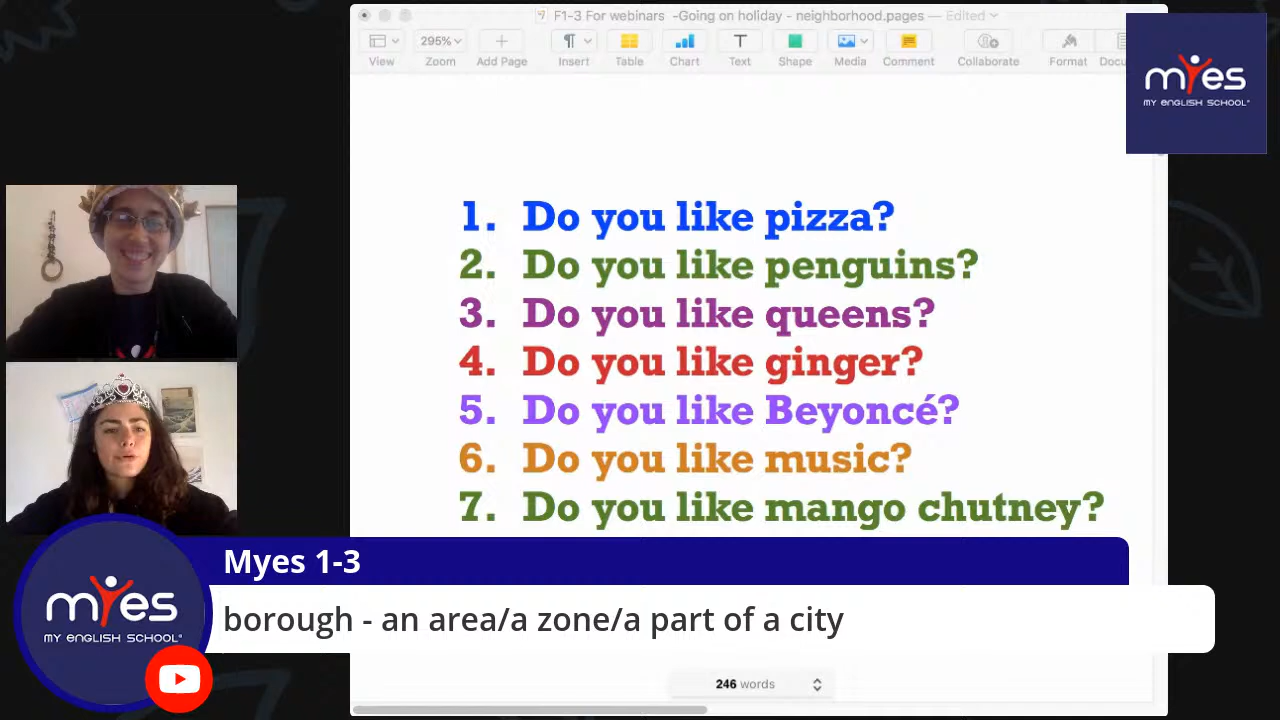 F1-3 For webinars -Going on holiday - neighborhood.pages — Edited
295%
View Zoom Add Page Insert Table Chart Text Shape Media Comment Collaborate Format
myes
MY ENGLISH SCHOOL
1. Do you like pizza?
2. Do you like penguins?
3. Do you like queens?
4. Do you like ginger?
5. Do you like Beyoncé?
6. Do you like music?
7. Do you like mango chutney?
Myes 1-3
borough - an area/a zone/a part of a city
myes
MY ENGLISH SCHOOL
246 words